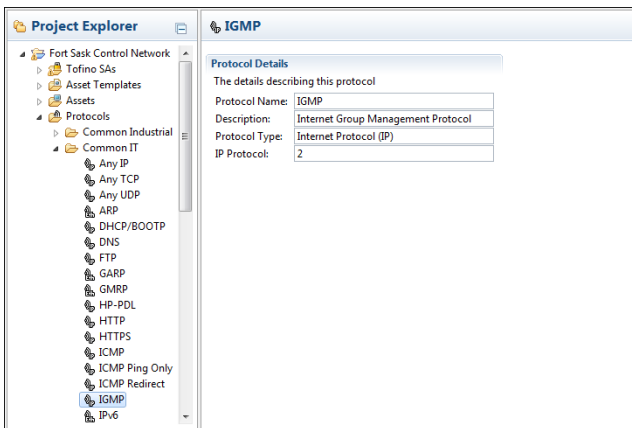 Project Explorer
Fort Sask Control Network
Tofino SAs
Asset Templates
Assets
Protocols
Common Industrial
Common IT
Any IP
Any TCP
Any UDP
ARP
DHCP/BOOTP
DNS
FTP
GARP
GMRP
HP-PDL
HTTP
HTTPS
ICMP
ICMP Ping Only
ICMP Redirect
IGMP
IPv6
IGMP
Protocol Details
The details describing this protocol
Protocol Name: IGMP
Description: Internet Group Management Protocol
Protocol Type: Internet Protocol (IP)
IP Protocol: 2